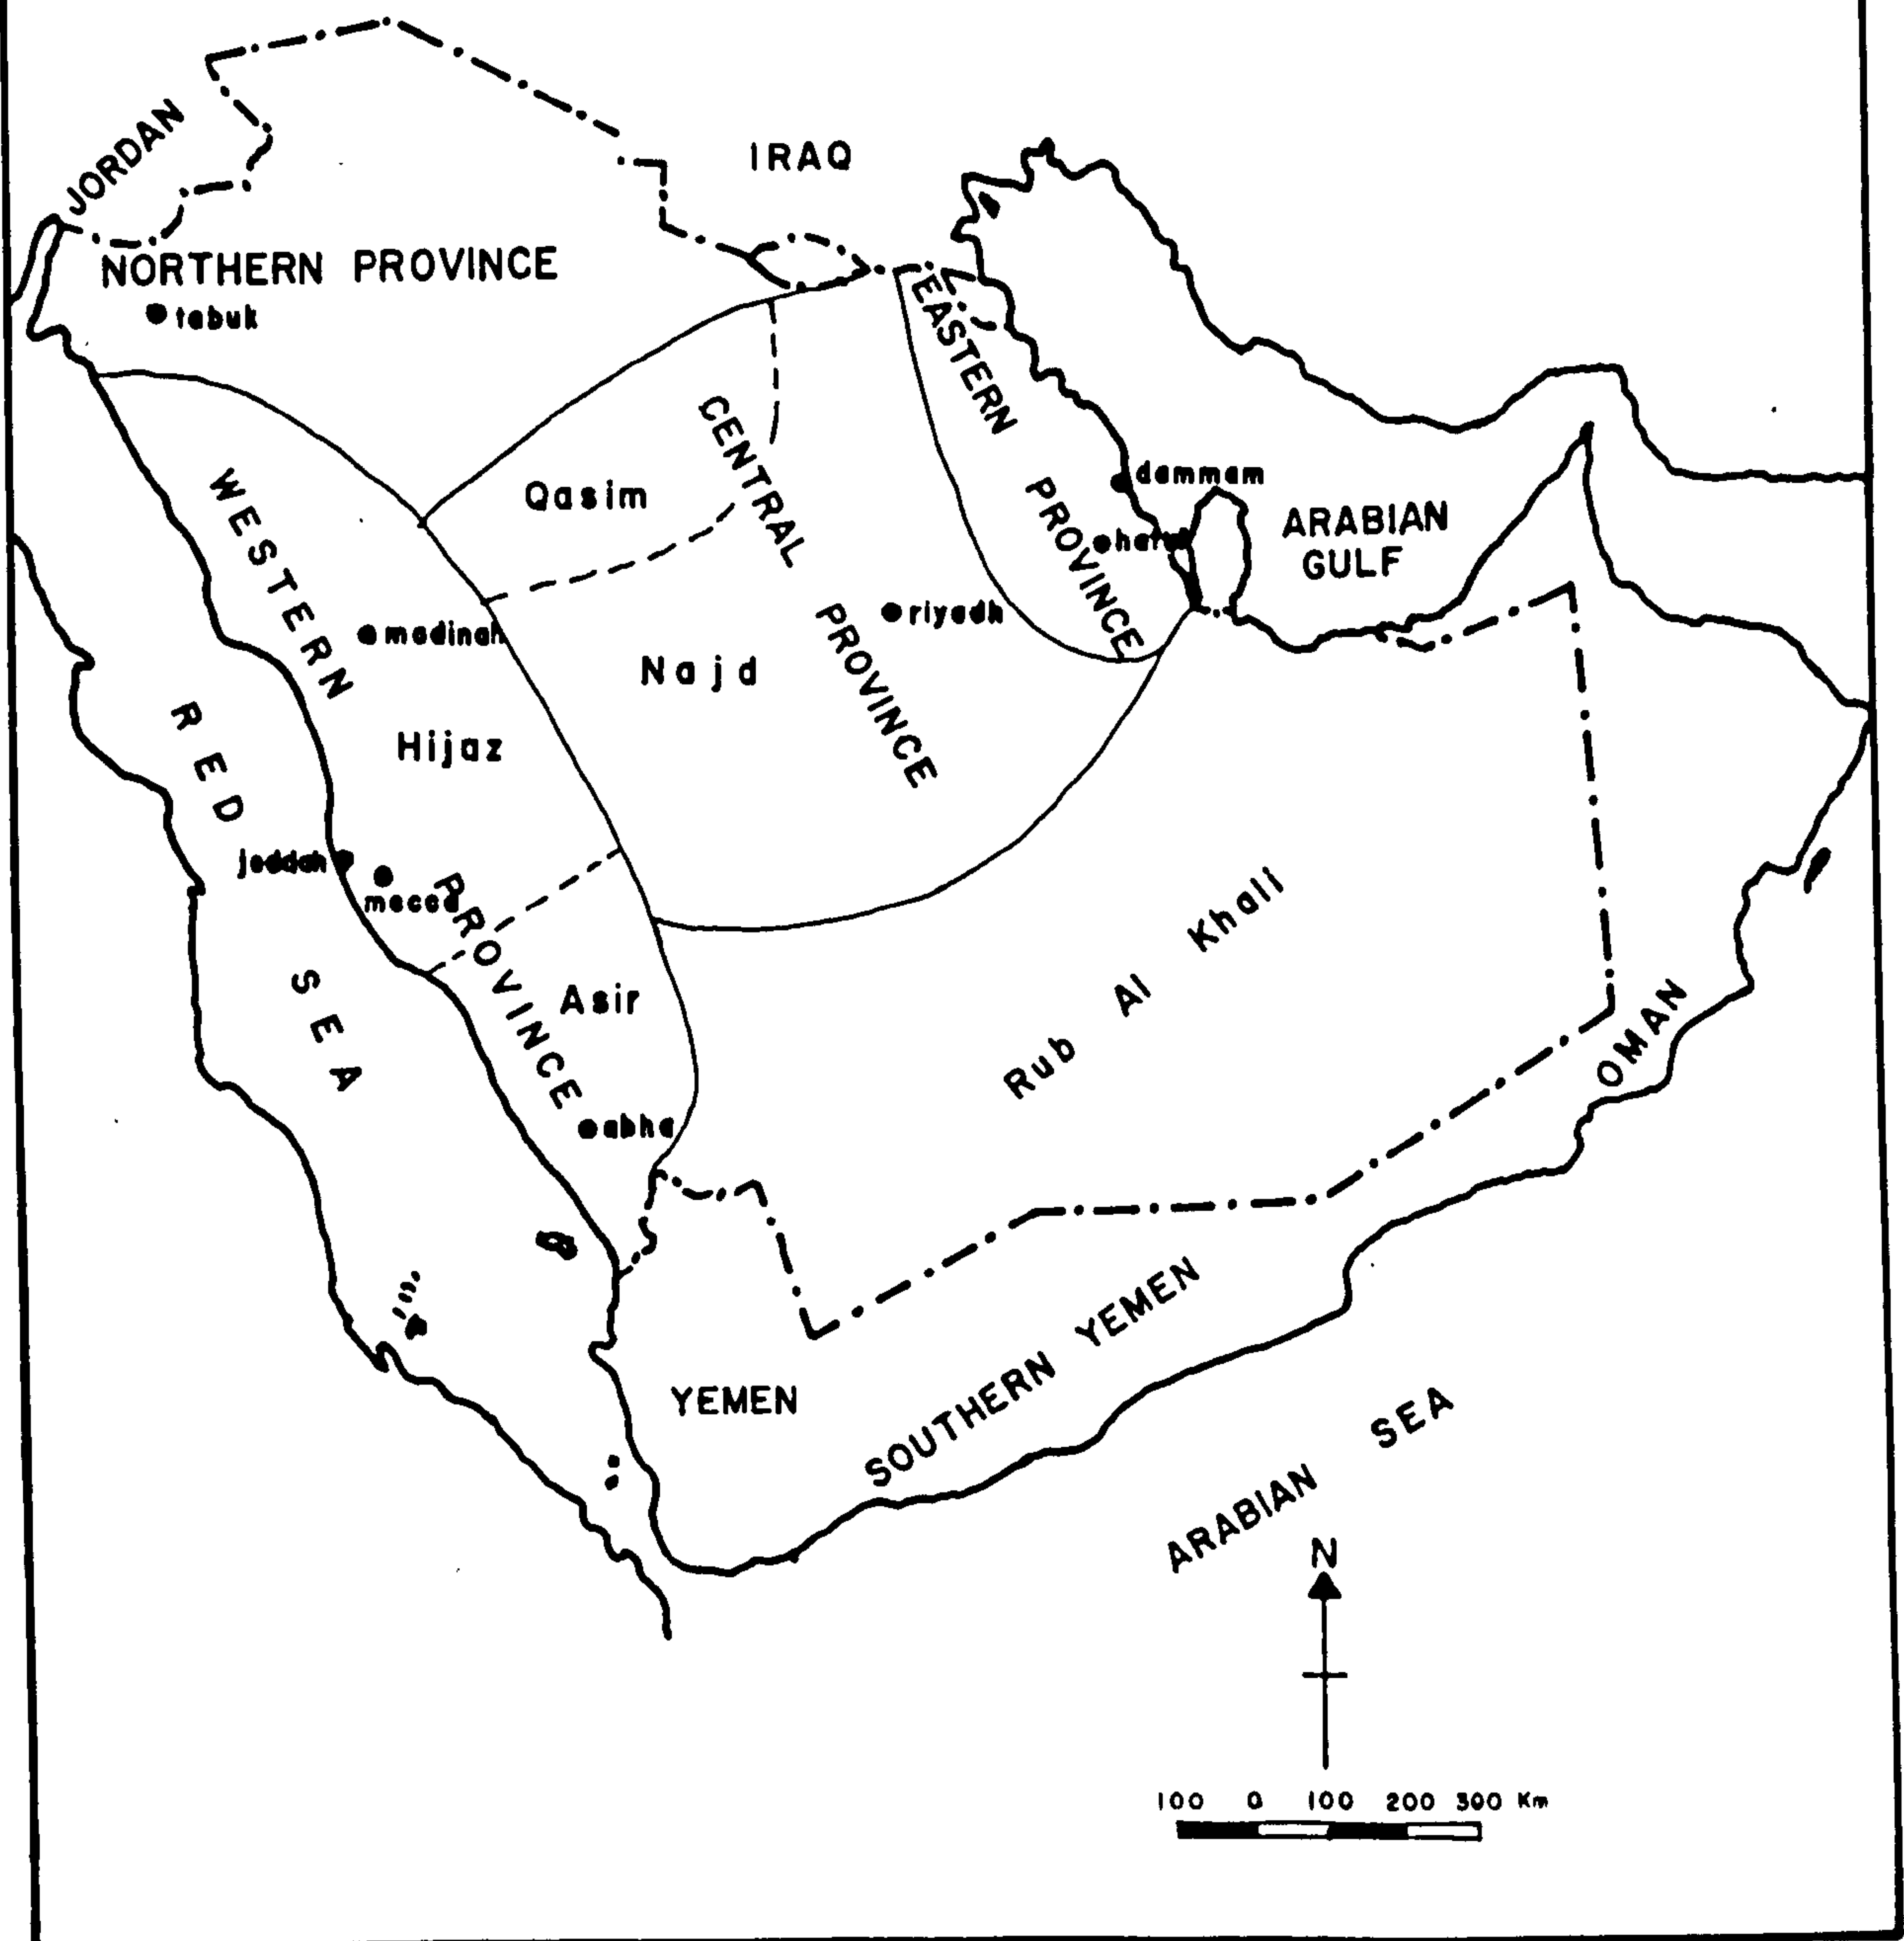 JORDAN
IRAQ
NORTHERN PROVINCE
tabuk
EASTERN PROVINCE
CENTRAL PROVINCE
WESTERN PROVINCE
Qasim
dammam
ARABIAN
GULF
riyadh
madinah
Najd
Hijaz
RED SEA
jeddah
mecca
Asir
abha
Rub Al Khali
OMAN
YEMEN
SOUTHERN YEMEN
ARABIAN SEA
N
100 0 100 200 300 Km